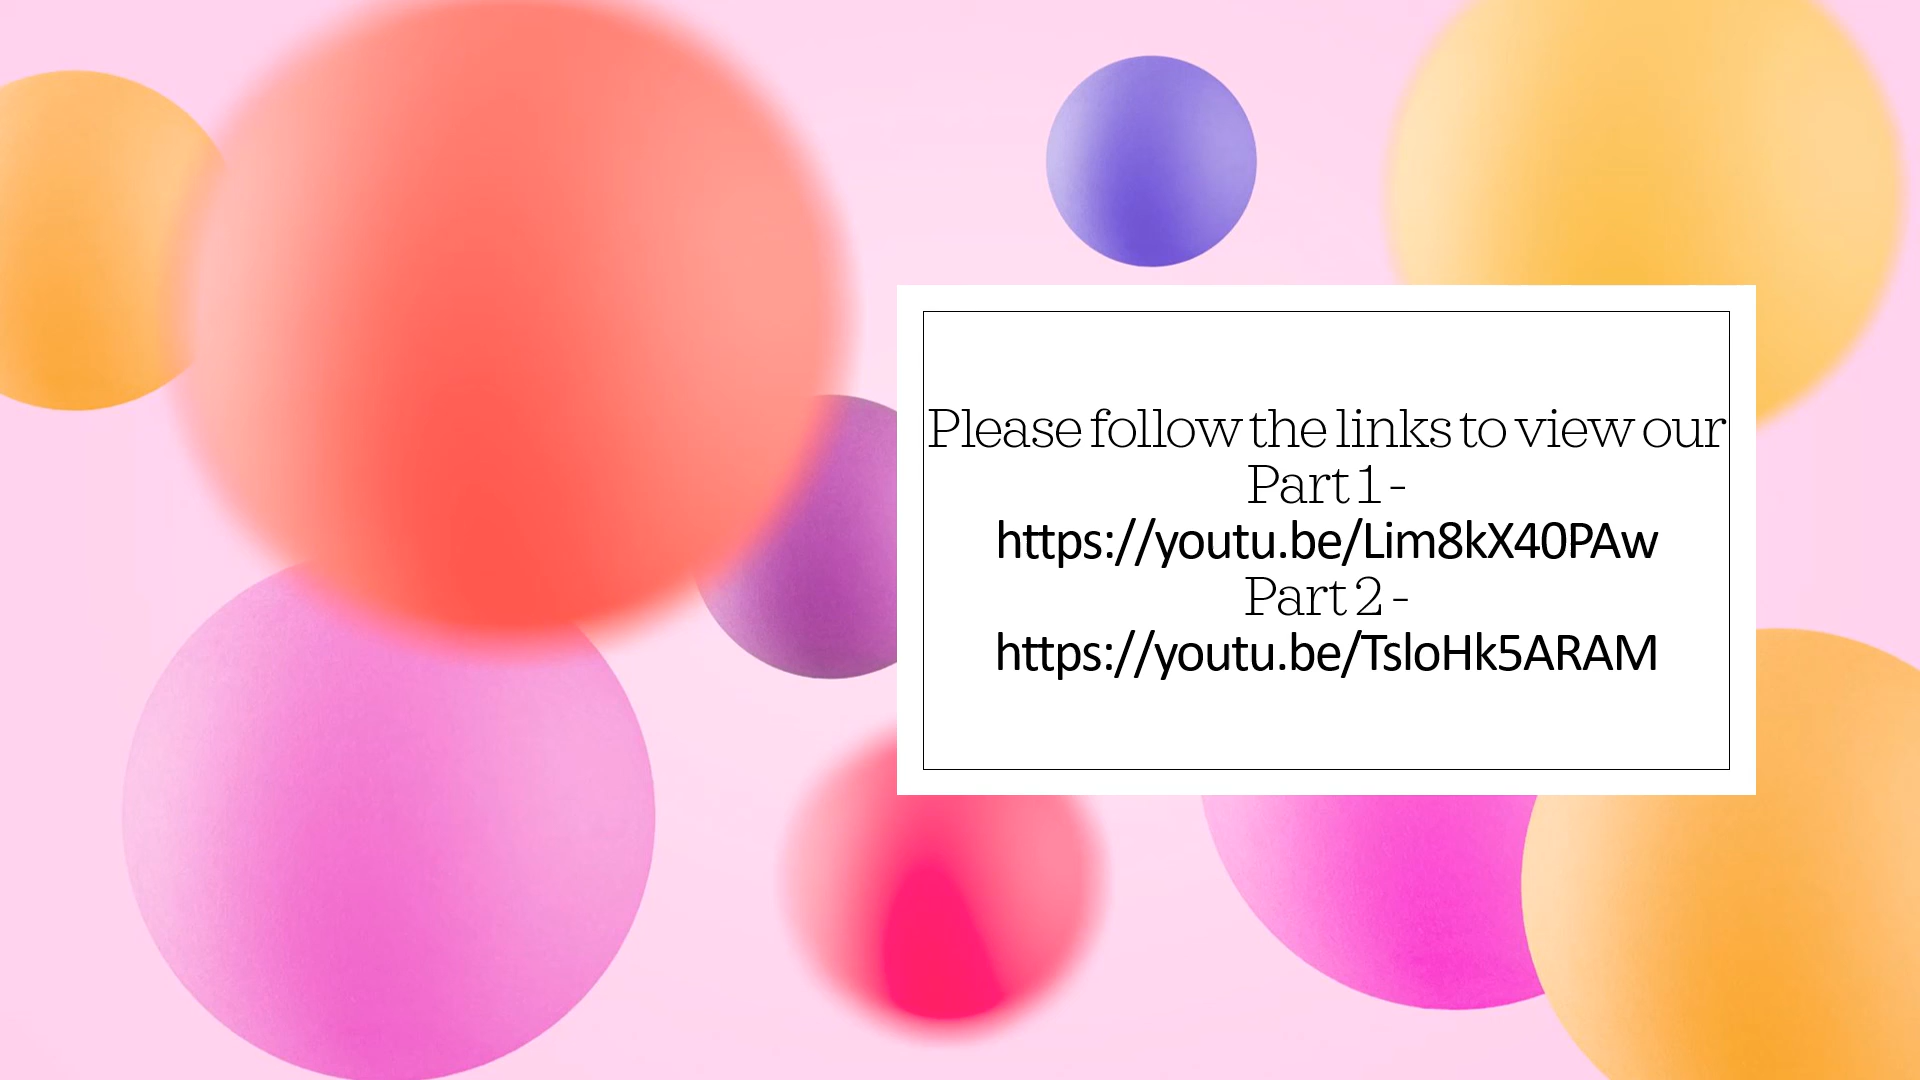 Please follow the links to view our
Part 1 -
https://youtu.be/Lim8kX40PAw
Part 2 -
https://youtu.be/TsloHk5ARAM